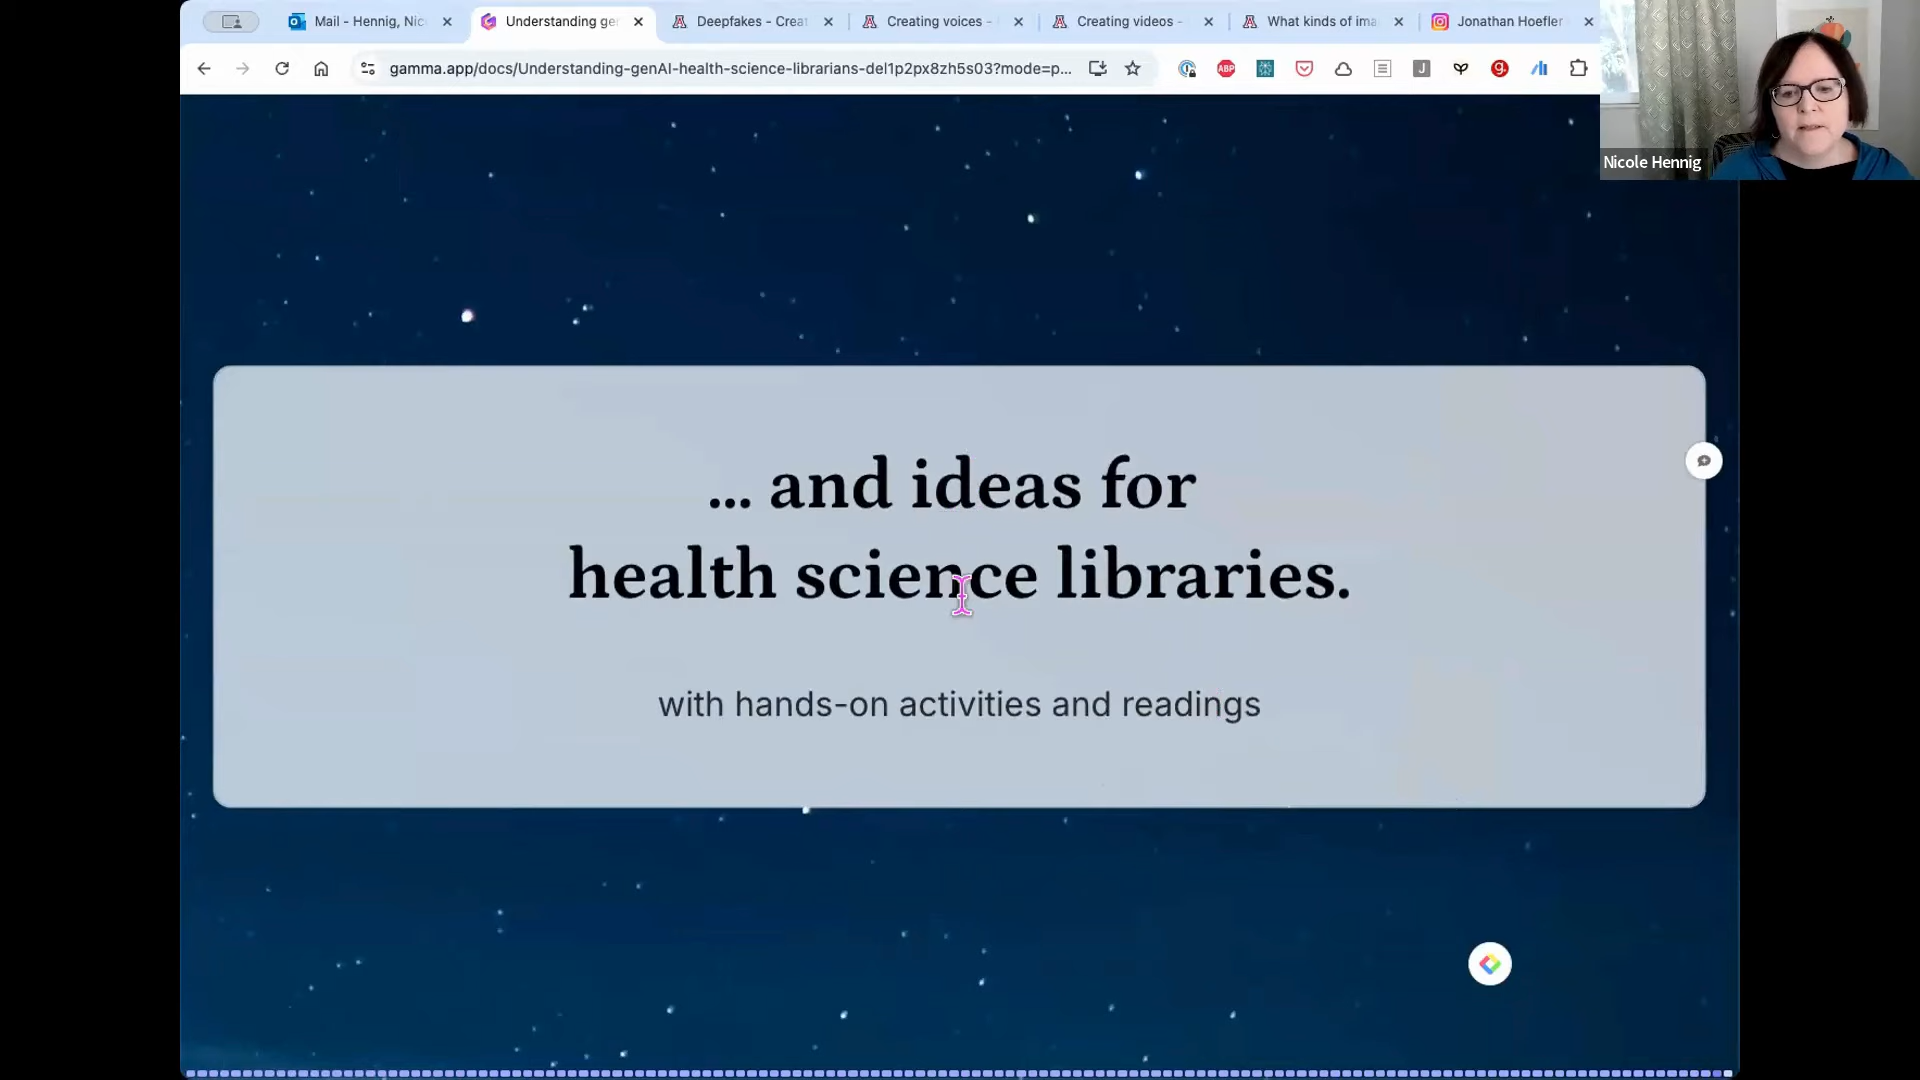 Mail - Hennig, Nic
Understanding ge
Deepfakes - Creat
Creating voices -
Creating videos -
What kinds of ima
Jonathan Hoefler
gamma.app/docs/Understanding-genAI-health-science-librarians-del1p2px8zh5s03?mode=p...
ABP
J
g.
Nicole Hennig
... and ideas for
health science libraries.
with hands-on activities and readings